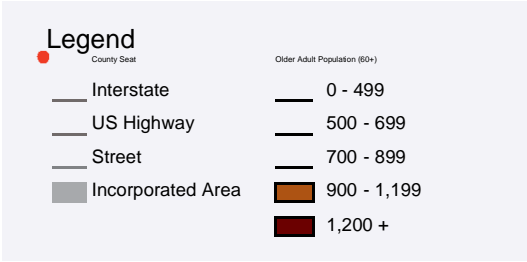 Legend
County Seat
Interstate
US Highway
Street
Incorporated Area
Older Adult Population (60+)
0 - 499
500 - 699
700 - 899
900 - 1,199
1,200 +